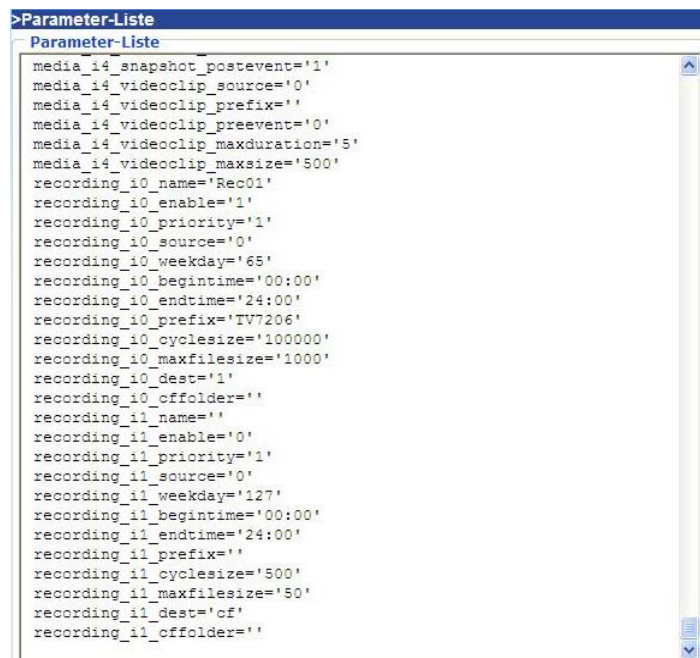 >Parameter-Liste
Parameter-Liste
media_i4_snapshot_postevent='1'
media_i4_videoclip_source='0'
media_i4_videoclip_prefix=''
media_i4_videoclip_preevent='0'
media_i4_videoclip_maxduration='5'
media_i4_videoclip_maxsize='500'
recording_i0_name='Rec01'
recording_i0_enable='1'
recording_i0_priority='1'
recording_i0_source='0'
recording_i0_weekday='65'
recording_i0_begintime='00:00'
recording_i0_endtime='24:00'
recording_i0_prefix='TV7206'
recording_i0_cyclesize='100000'
recording_i0_maxfilesize='1000'
recording_i0_dest='1'
recording_i0_cffolder=''
recording_i1_name=''
recording_i1_enable='0'
recording_i1_priority='1'
recording_i1_source='0'
recording_i1_weekday='127'
recording_i1_begintime='00:00'
recording_i1_endtime='24:00'
recording_i1_prefix=''
recording_i1_cyclesize='500'
recording_i1_maxfilesize='50'
recording_i1_dest='cf'
recording_i1_cffolder=''